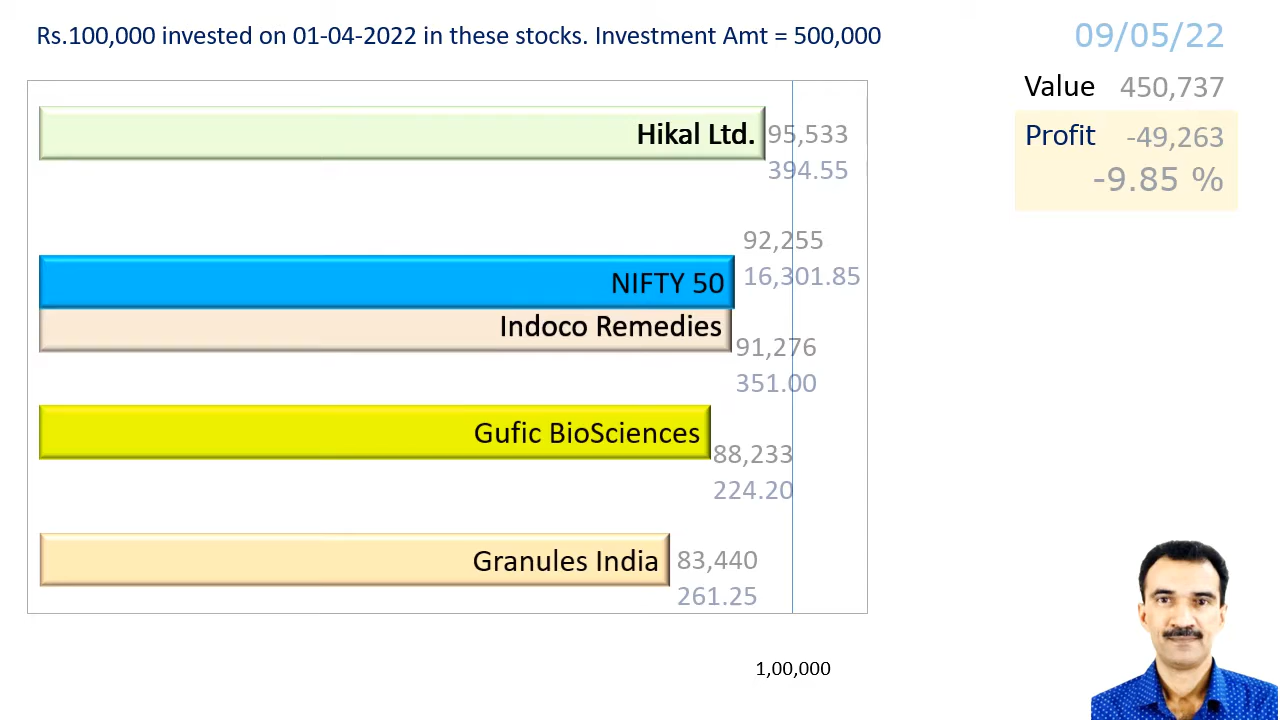 Rs.100,000 invested on 01-04-2022 in these stocks. Investment Amt = 500,000
09/05/22
Value 450,737
Profit -49,263
-9.85 %
Hikal Ltd. 95,533
394.55
92,255
NIFTY 50 16,301.85
Indoco Remedies
91,276
351.00
Gufic BioSciences
88,233
224.20
Granules India 83,440
261.25
1,00,000